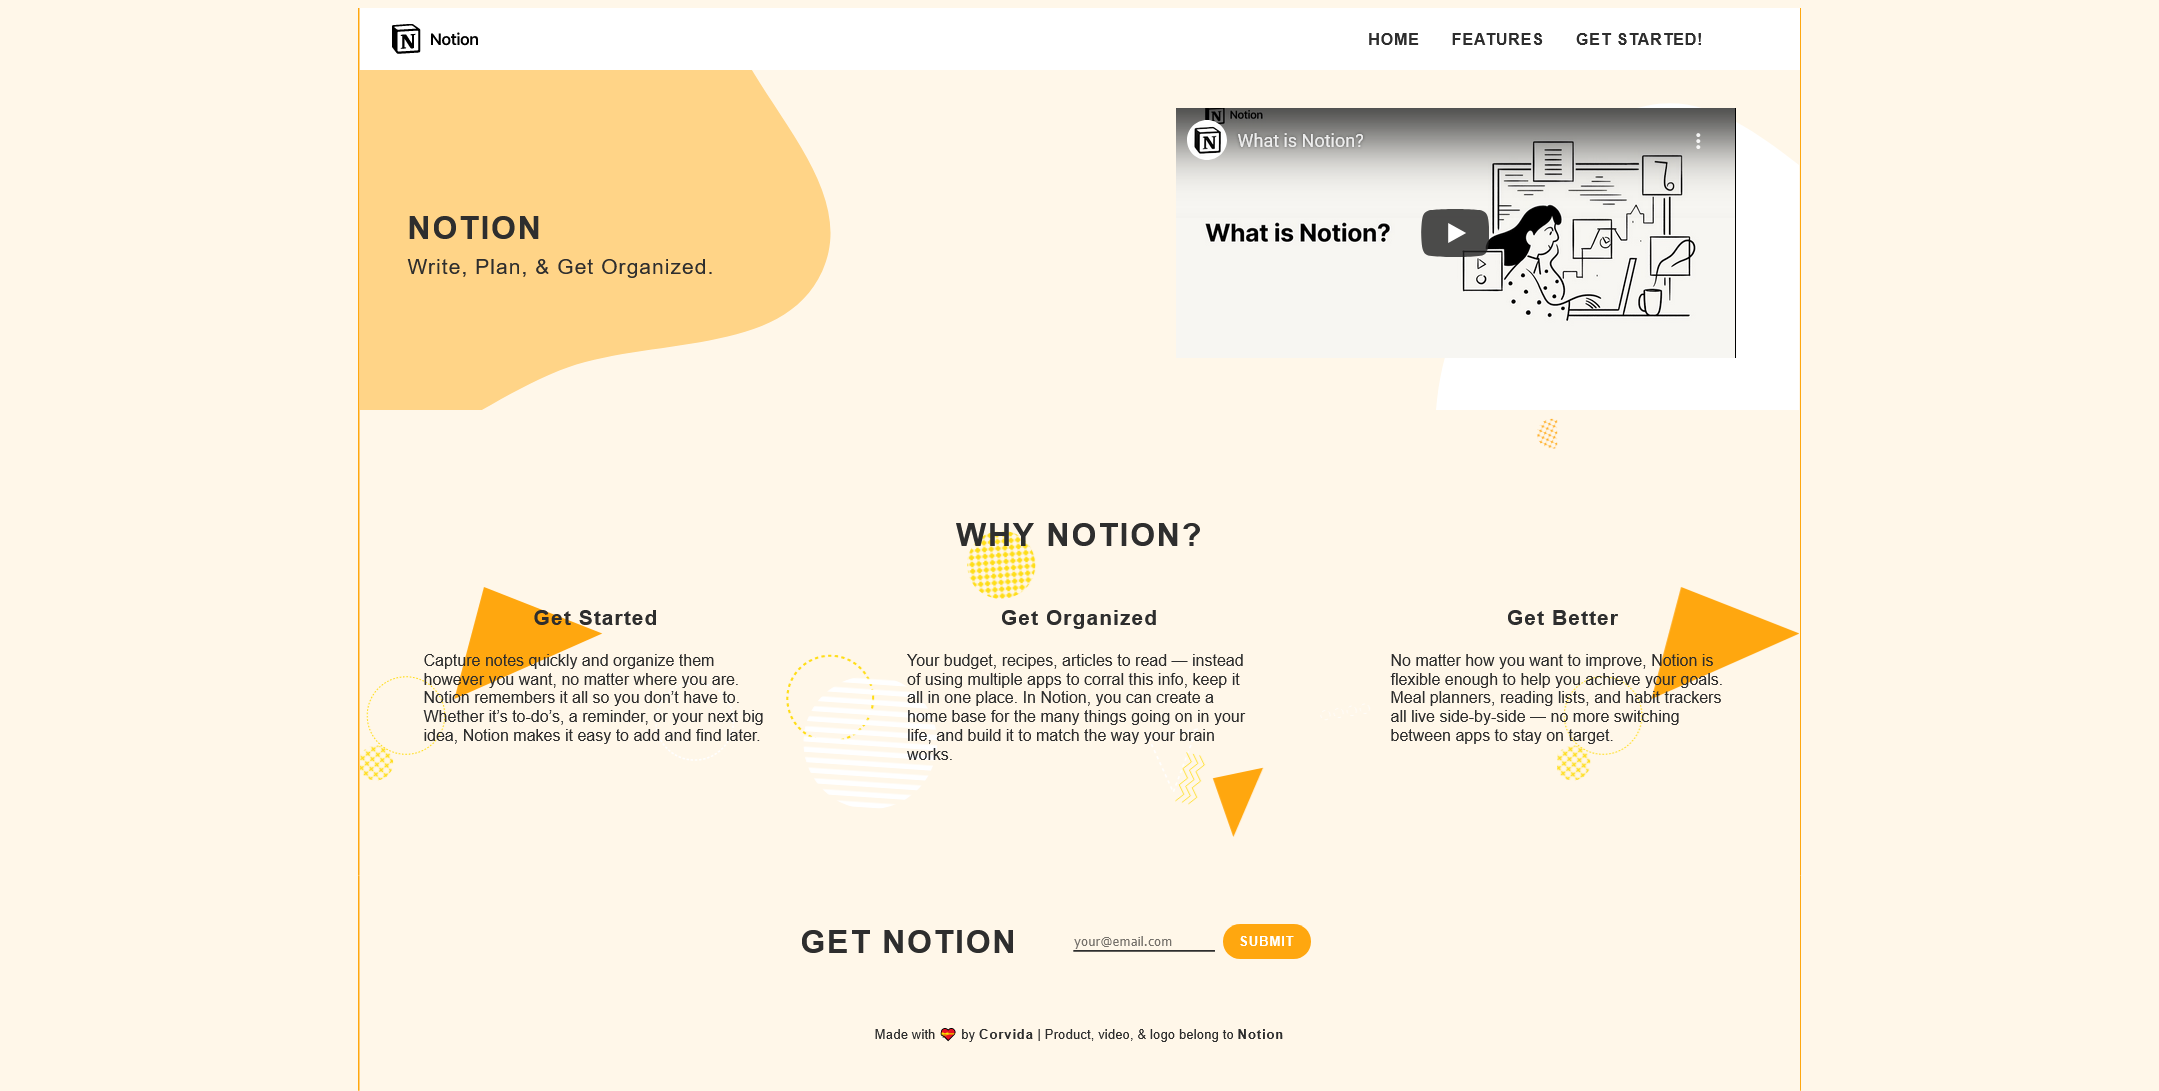 Notion
HOME FEATURES GET STARTED!
NOTION
Write, Plan, & Get Organized.
Notion
What is Notion?
What is Notion?
WHY NOTION?
Get Started
Capture notes quickly and organize them
however you want, no matter where you are.
Notion remembers it all so you don’t have to.
Whether it’s to-do’s, a reminder, or your next big
idea, Notion makes it easy to add and find later.
Get Organized
Your budget, recipes, articles to read — instead
of using multiple apps to corral this info, keep it
all in one place. In Notion, you can create a
home base for the many things going on in your
life, and build it to match the way your brain
works.
Get Better
No matter how you want to improve, Notion is
flexible enough to help you achieve your goals.
Meal planners, reading lists, and habit trackers
all live side-by-side — no more switching
between apps to stay on target.
GET NOTION
your@email.com
SUBMIT
Made with ❤️ by Corvida | Product, video, & logo belong to Notion